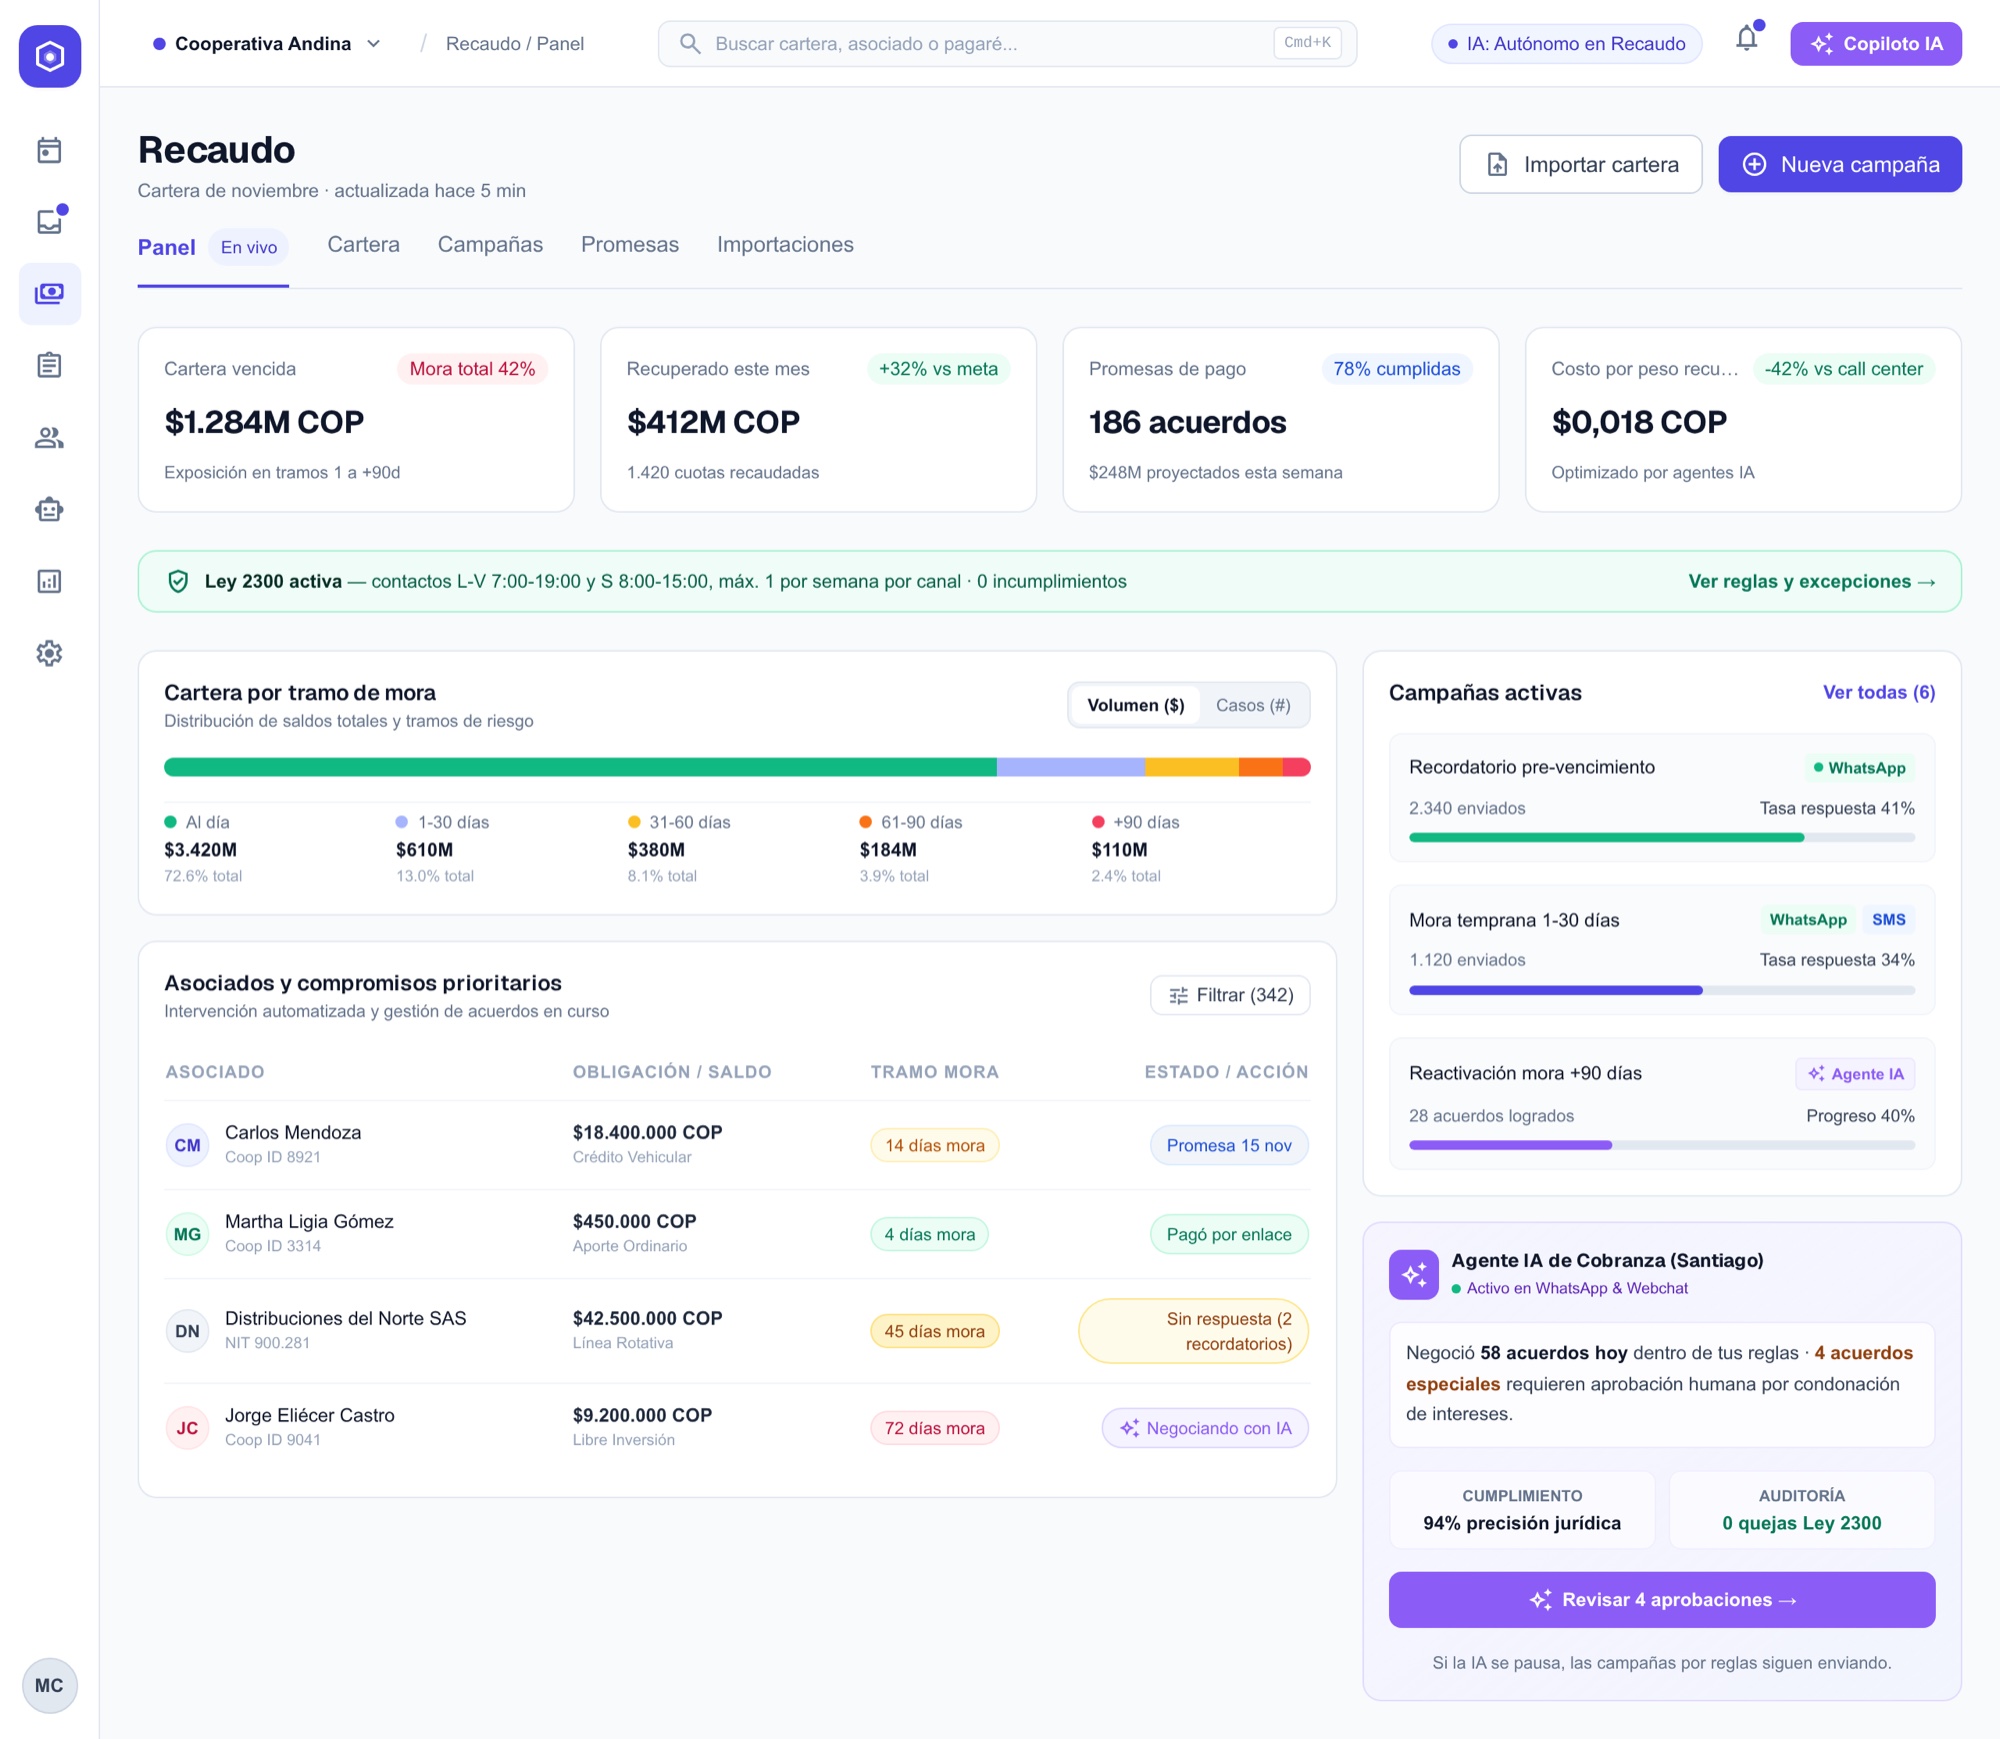 Cooperativa Andina
/
Recaudo / Panel
Buscar cartera, asociado o pagaré...
Cmd+K
IA: Autónomo en Recaudo
Copiloto IA
Recaudo
Cartera de noviembre · actualizada hace 5 min
Importar cartera
Nueva campaña
Panel
En vivo
Cartera
Campañas
Promesas
Importaciones
Cartera vencida
Mora total 42%
$1.284M COP
Exposición en tramos 1 a +90d
Recuperado este mes
+32% vs meta
$412M COP
1.420 cuotas recaudadas
Promesas de pago
78% cumplidas
186 acuerdos
$248M proyectados esta semana
Costo por peso recu...
-42% vs call center
$0,018 COP
Optimizado por agentes IA
Ley 2300 activa — contactos L-V 7:00-19:00 y S 8:00-15:00, máx. 1 por semana por canal · 0 incumplimientos
Ver reglas y excepciones →
Cartera por tramo de mora
Distribución de saldos totales y tramos de riesgo
Volumen ($)
Casos (#)
Al día
$3.420M
72.6% total
1-30 días
$610M
13.0% total
31-60 días
$380M
8.1% total
61-90 días
$184M
3.9% total
+90 días
$110M
2.4% total
Asociados y compromisos prioritarios
Intervención automatizada y gestión de acuerdos en curso
Filtrar (342)
ASOCIADO
OBLIGACIÓN / SALDO
TRAMO MORA
ESTADO / ACCIÓN
CM
Carlos Mendoza
Coop ID 8921
$18.400.000 COP
Crédito Vehicular
14 días mora
Promesa 15 nov
MG
Martha Ligia Gómez
Coop ID 3314
$450.000 COP
Aporte Ordinario
4 días mora
Pagó por enlace
DN
Distribuciones del Norte SAS
NIT 900.281
$42.500.000 COP
Línea Rotativa
45 días mora
Sin respuesta (2
recordatorios)
JC
Jorge Eliécer Castro
Coop ID 9041
$9.200.000 COP
Libre Inversión
72 días mora
Negociando con IA
Campañas activas
Ver todas (6)
Recordatorio pre-vencimiento
WhatsApp
2.340 enviados
Tasa respuesta 41%
Mora temprana 1-30 días
WhatsApp
SMS
1.120 enviados
Tasa respuesta 34%
Reactivación mora +90 días
Agente IA
28 acuerdos logrados
Progreso 40%
Agente IA de Cobranza (Santiago)
Activo en WhatsApp & Webchat
Negoció 58 acuerdos hoy dentro de tus reglas · 4 acuerdos
especiales requieren aprobación humana por condonación
de intereses.
CUMPLIMIENTO
94% precisión jurídica
AUDITORÍA
0 quejas Ley 2300
Revisar 4 aprobaciones →
Si la IA se pausa, las campañas por reglas siguen enviando.
MC